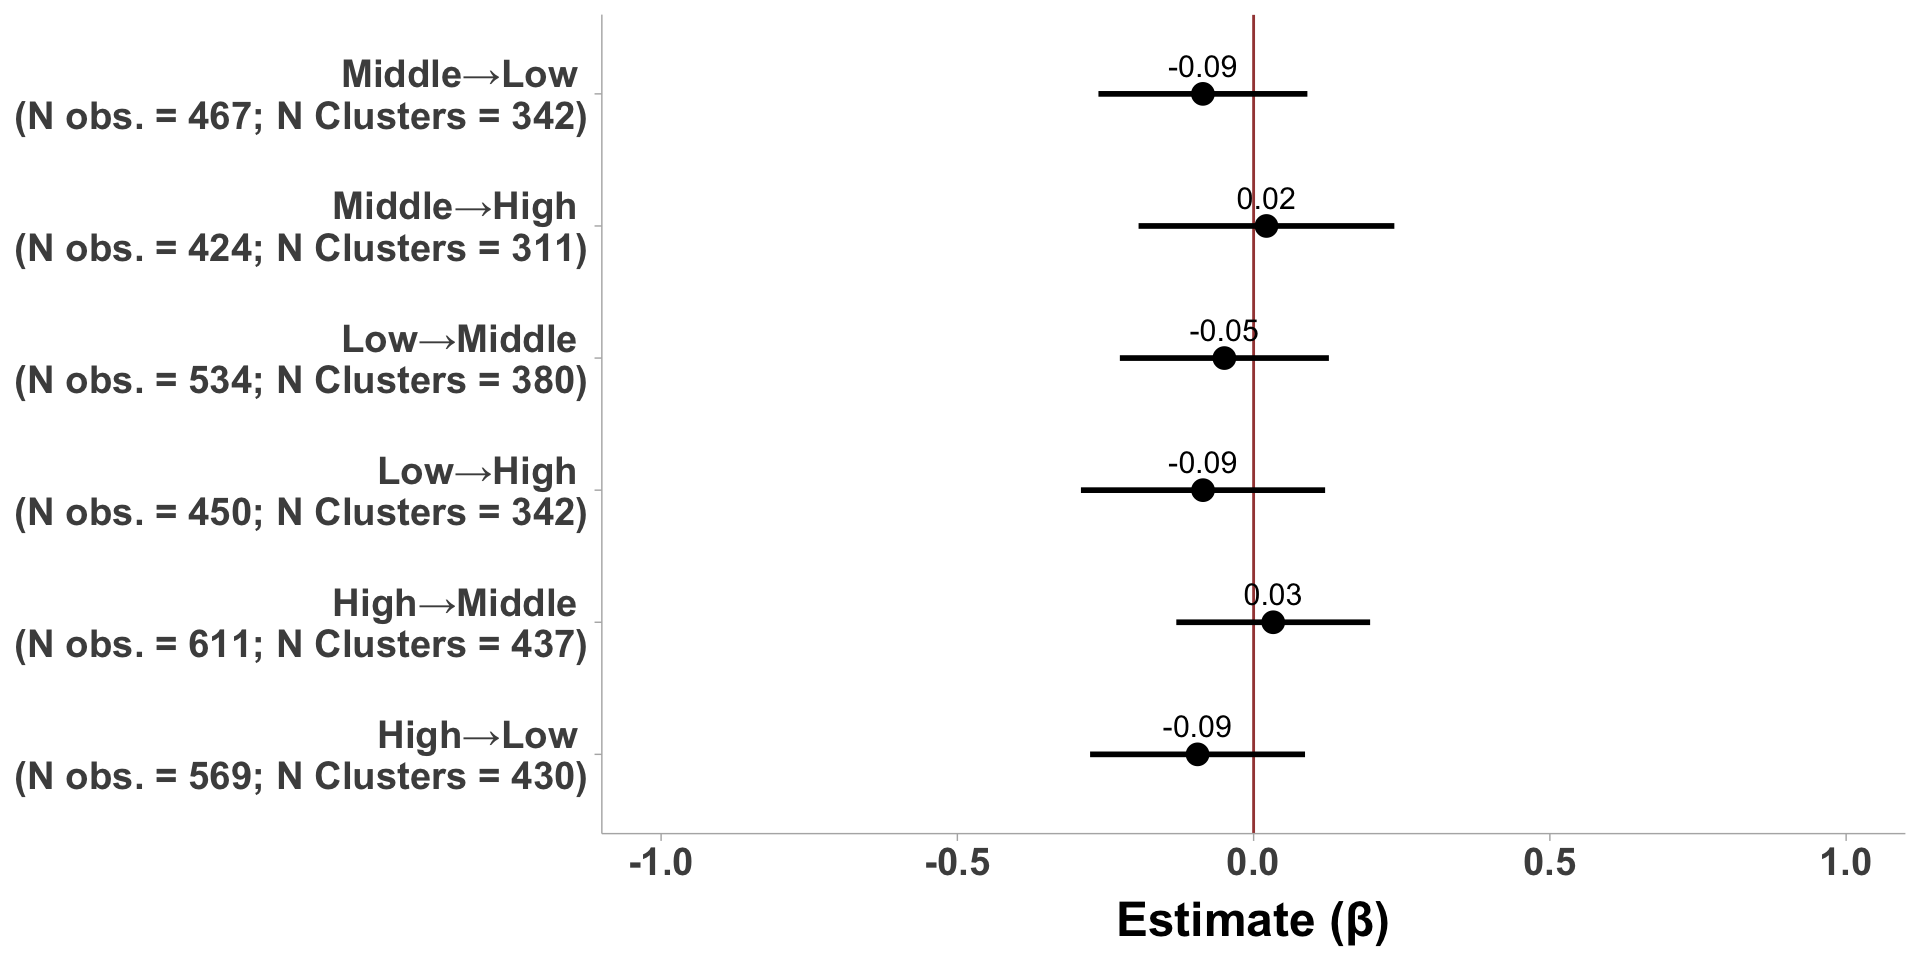 Middle→Low
(N obs. = 467; N Clusters = 342)
-0.09
Middle→High
(N obs. = 424; N Clusters = 311)
0.02
Low→Middle
(N obs. = 534; N Clusters = 380)
-0.05
Low→High
(N obs. = 450; N Clusters = 342)
-0.09
High→Middle
(N obs. = 611; N Clusters = 437)
0.03
High→Low
(N obs. = 569; N Clusters = 430)
-0.09
-1.0 -0.5 0.0 0.5 1.0
Estimate (β)